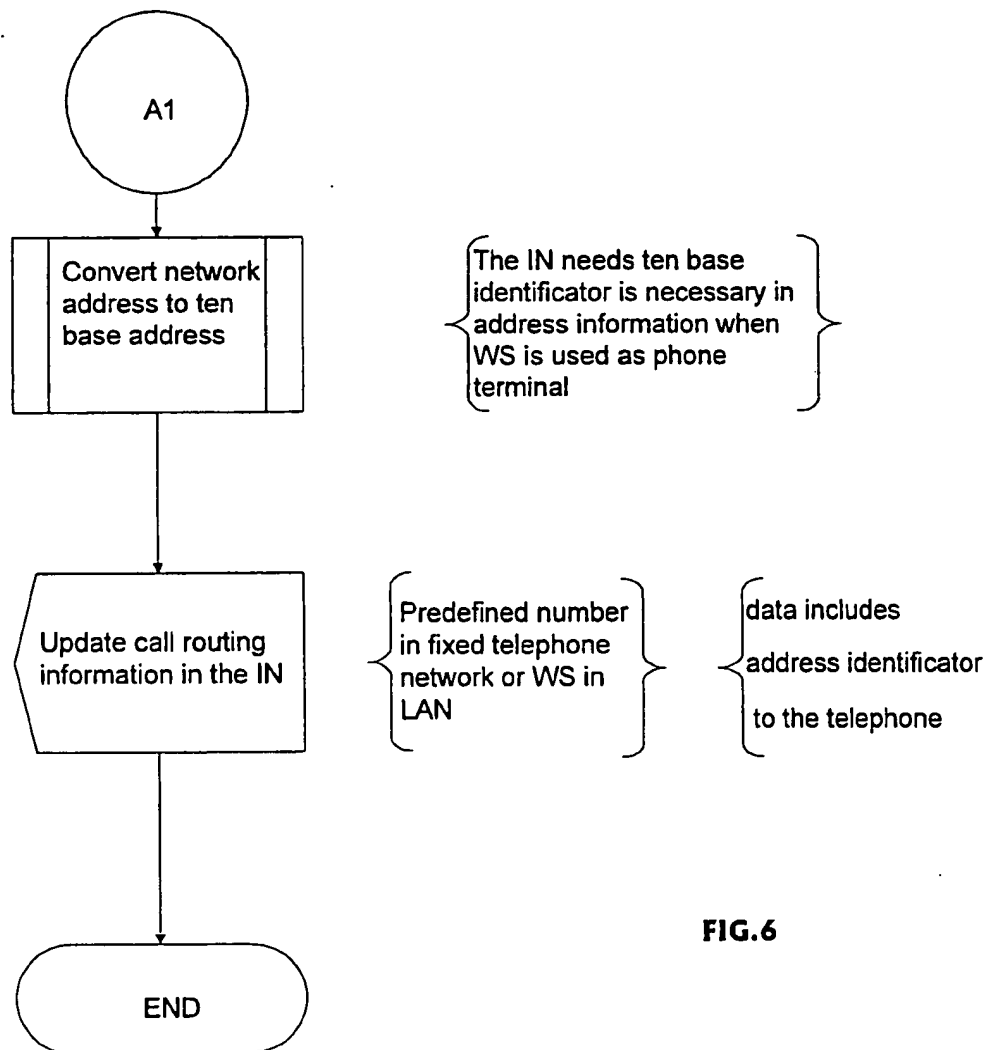 A1
Convert network
address to ten
base address
The IN needs ten base
identificator is necessary in
address information when
WS is used as phone
terminal
Update call routing
information in the IN
Predefined number
in fixed telephone
network or WS in
LAN
data includes
address identificator
to the telephone
FIG.6
END